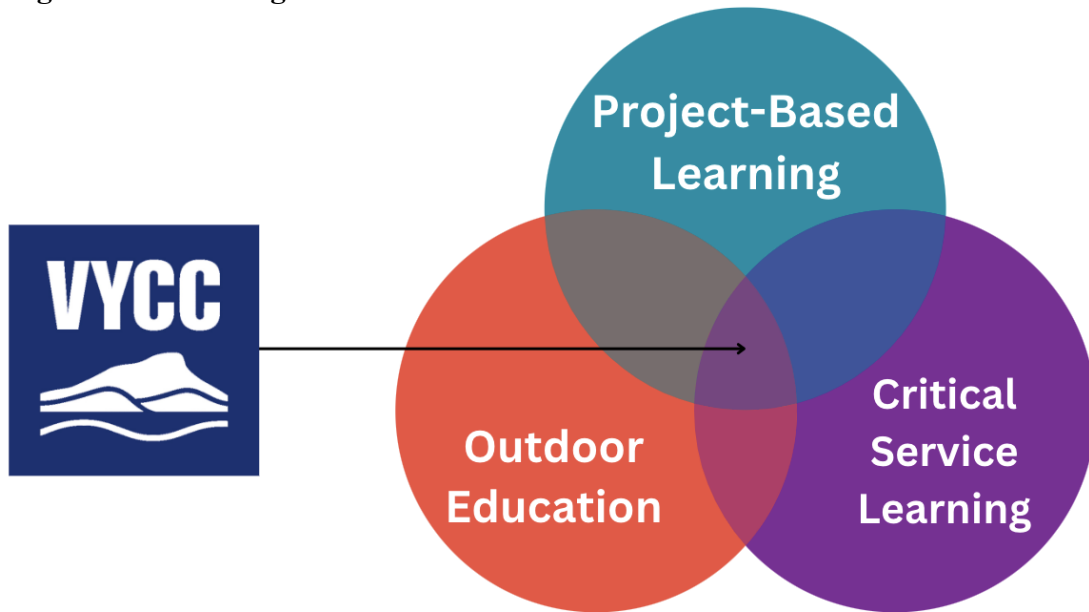 VYCC
Project-Based
Learning
Outdoor
Education
Critical
Service
Learning